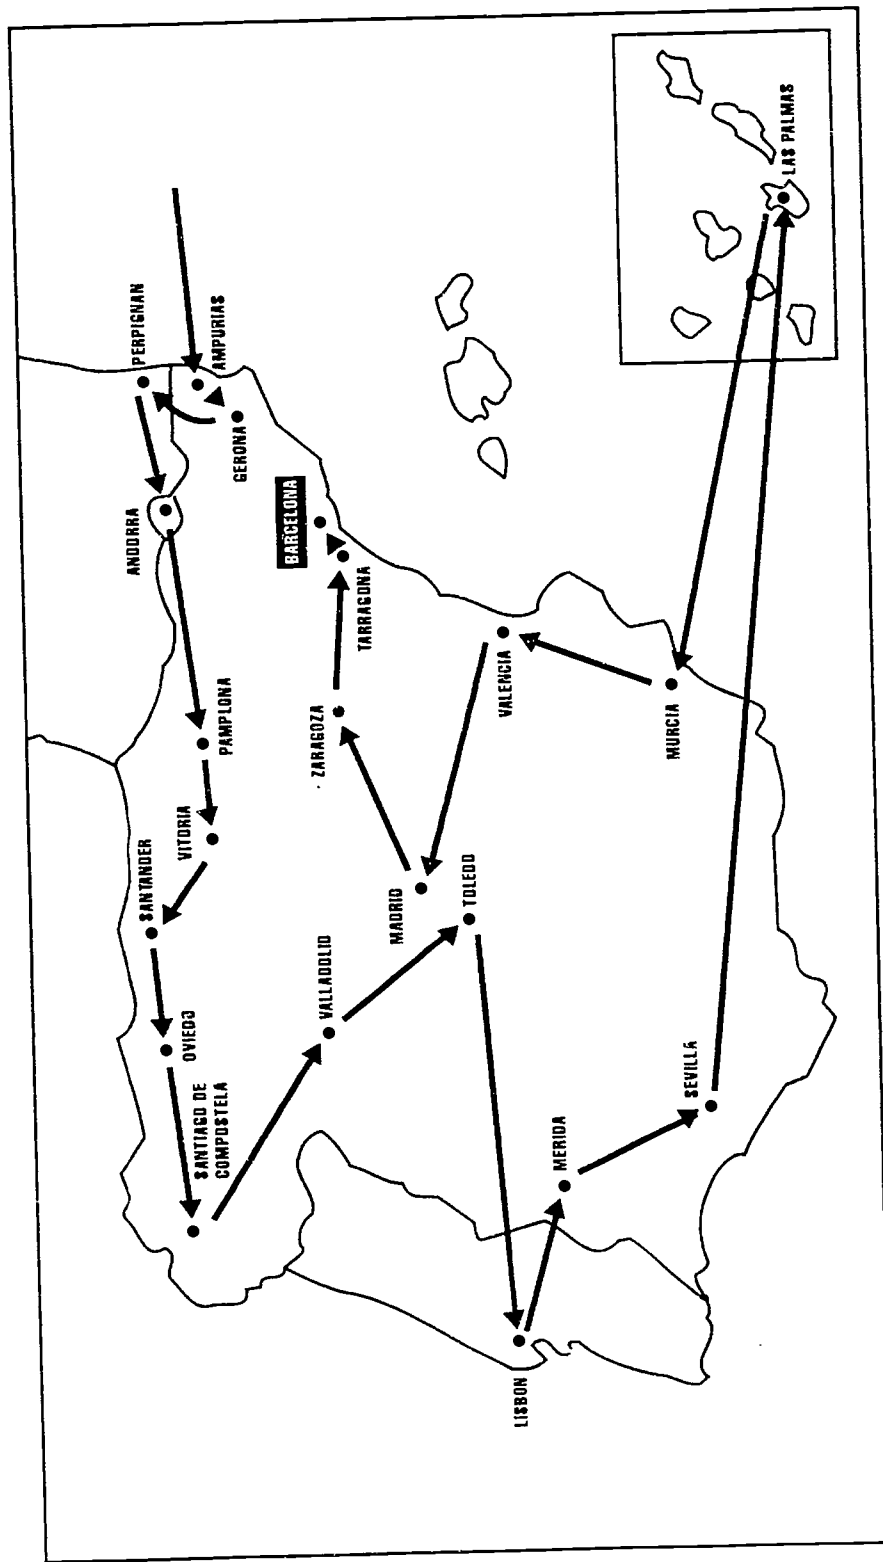 ANDORRA
PERPIGNAN
SANTANDER
VITORIA
OVIEDO
SANTIAGO DE
COMPOSTELA
AMPURIAS
PAMPLONA
GERONA
BARCELONA
ZARAGOZA
VALLADOLID
TARRAGONA
MADRID
TOLEDO
VALENCIA
LISBON
MERIDA
MURCIA
SEVILLA
LAS PALMAS